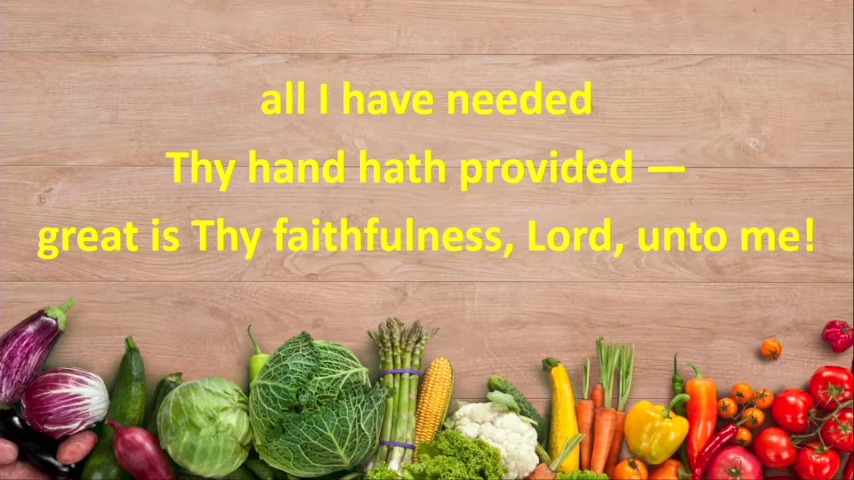 all I have needed
Thy hand hath provided —
great is Thy faithfulness, Lord, unto me!